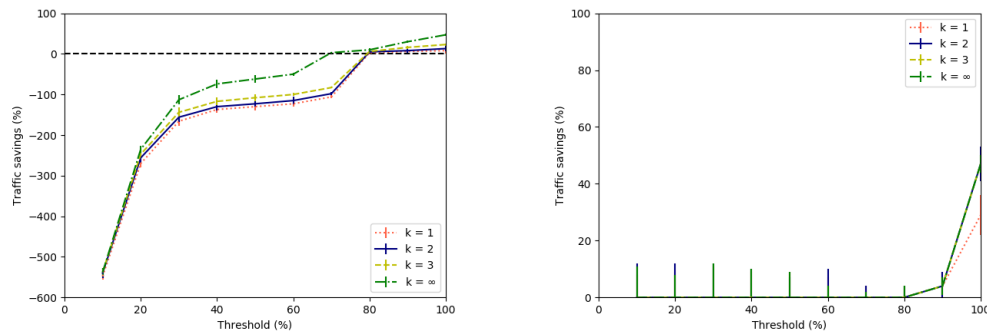 100
0
−100
−200
−300
−400
−500
−600
Traffic savings (%)
0
20
40
60
80
100
Threshold (%)
k = 1
k = 2
k = 3
k = ∞
100
80
60
40
20
0
Traffic savings (%)
0
20
40
60
80
100
Threshold (%)
k = 1
k = 2
k = 3
k = ∞